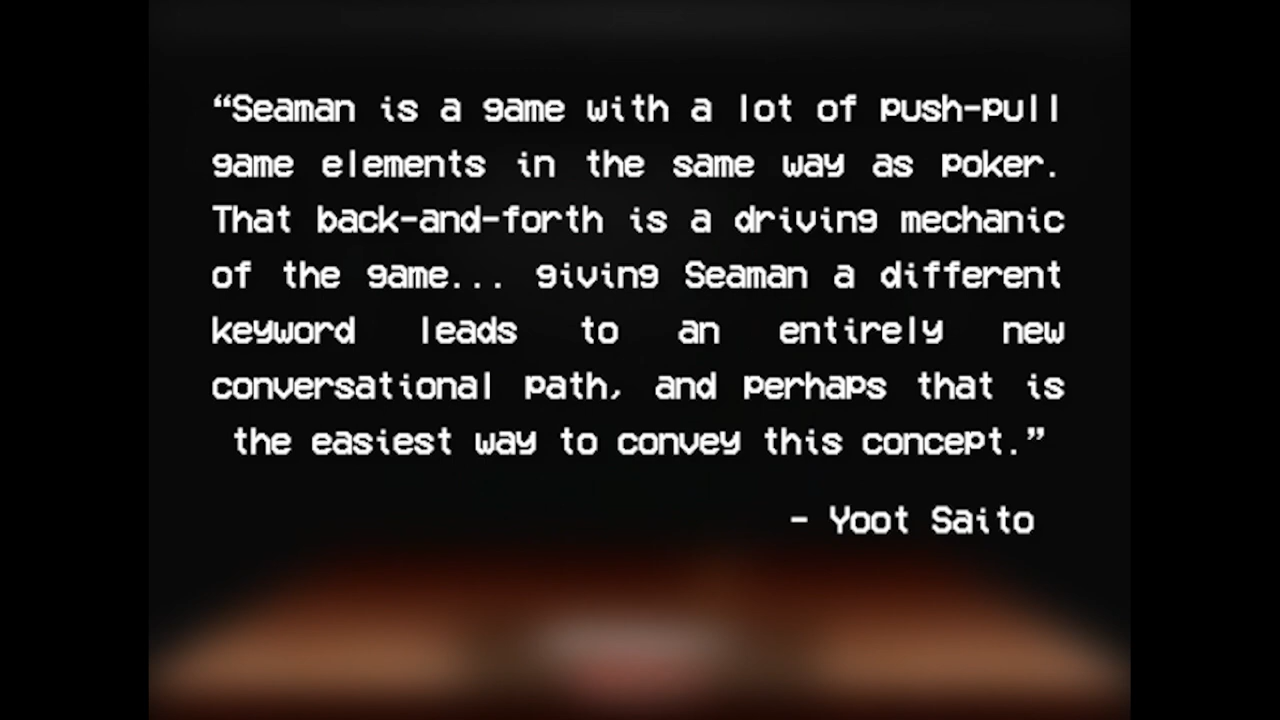 “Seaman is a game with a lot of push-pull
game elements in the same way as poker.
That back-and-forth is a driving mechanic
of the game... giving Seaman a different
keyword leads to an entirely new
conversational path, and perhaps that is
the easiest way to convey this concept.”
- Yoot Saito